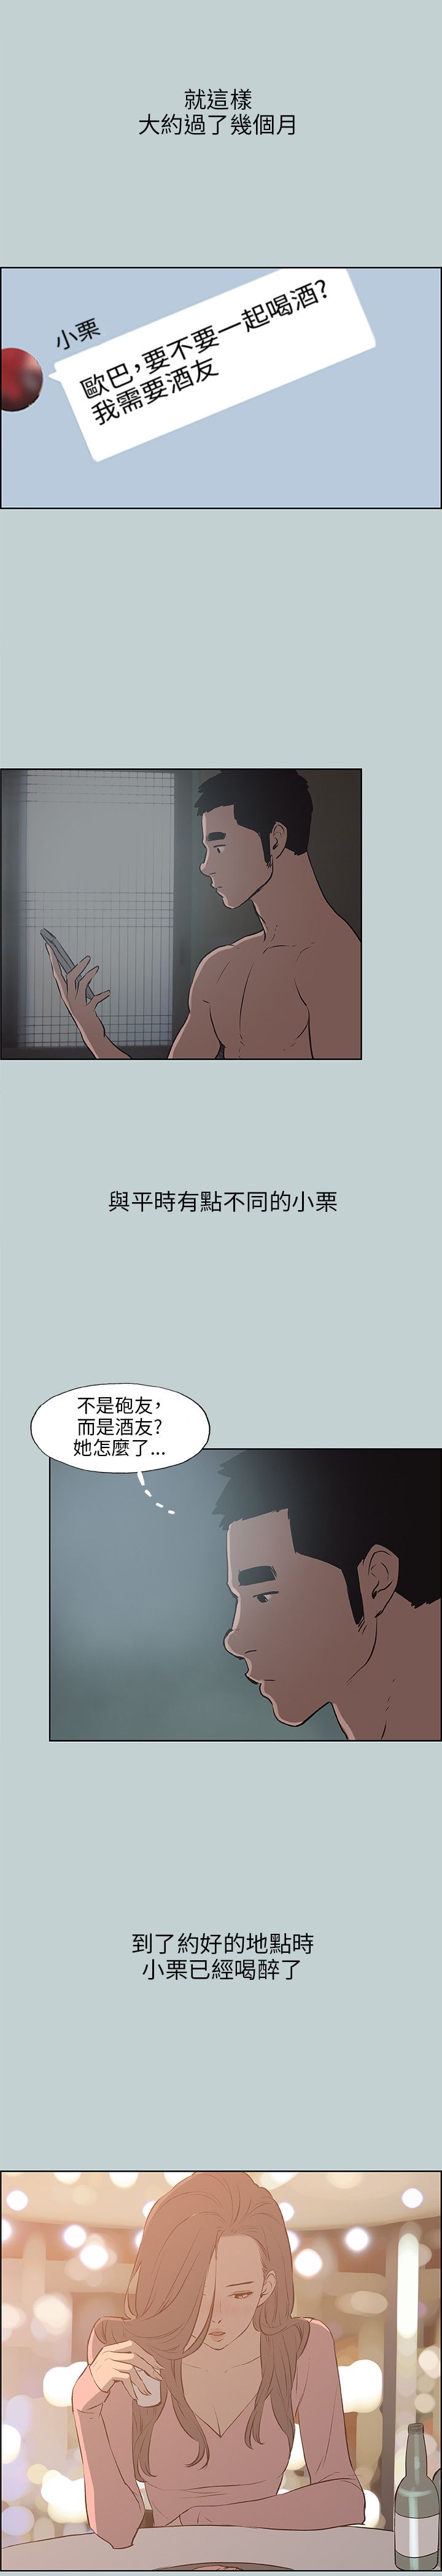 就這樣
大約過了幾個月
小栗
歐巴,要不要一起喝酒?
我需要酒友
與平時有點不同的小栗
不是砲友,
而是酒友?
她怎麼了...
到了約好的地點時
小栗已經喝醉了